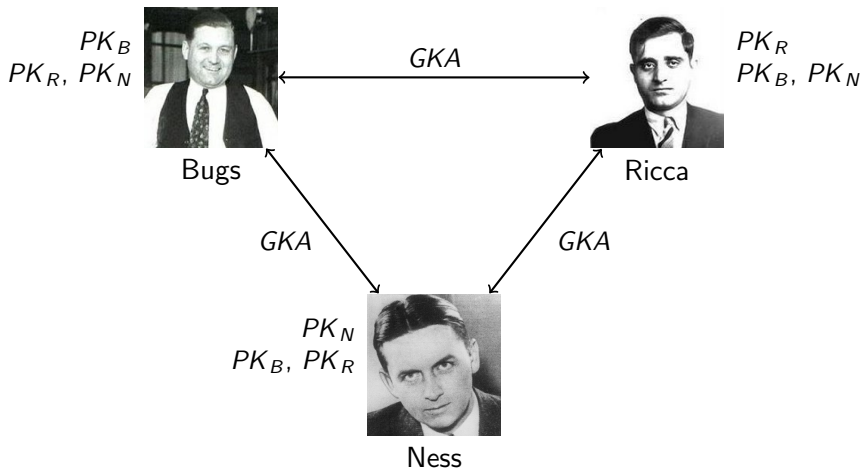 PK_B
PK_R, PK_N
GKA
PK_R
PK_B, PK_N
Bugs
Ricca
GKA
GKA
PK_N
PK_B, PK_R
Ness